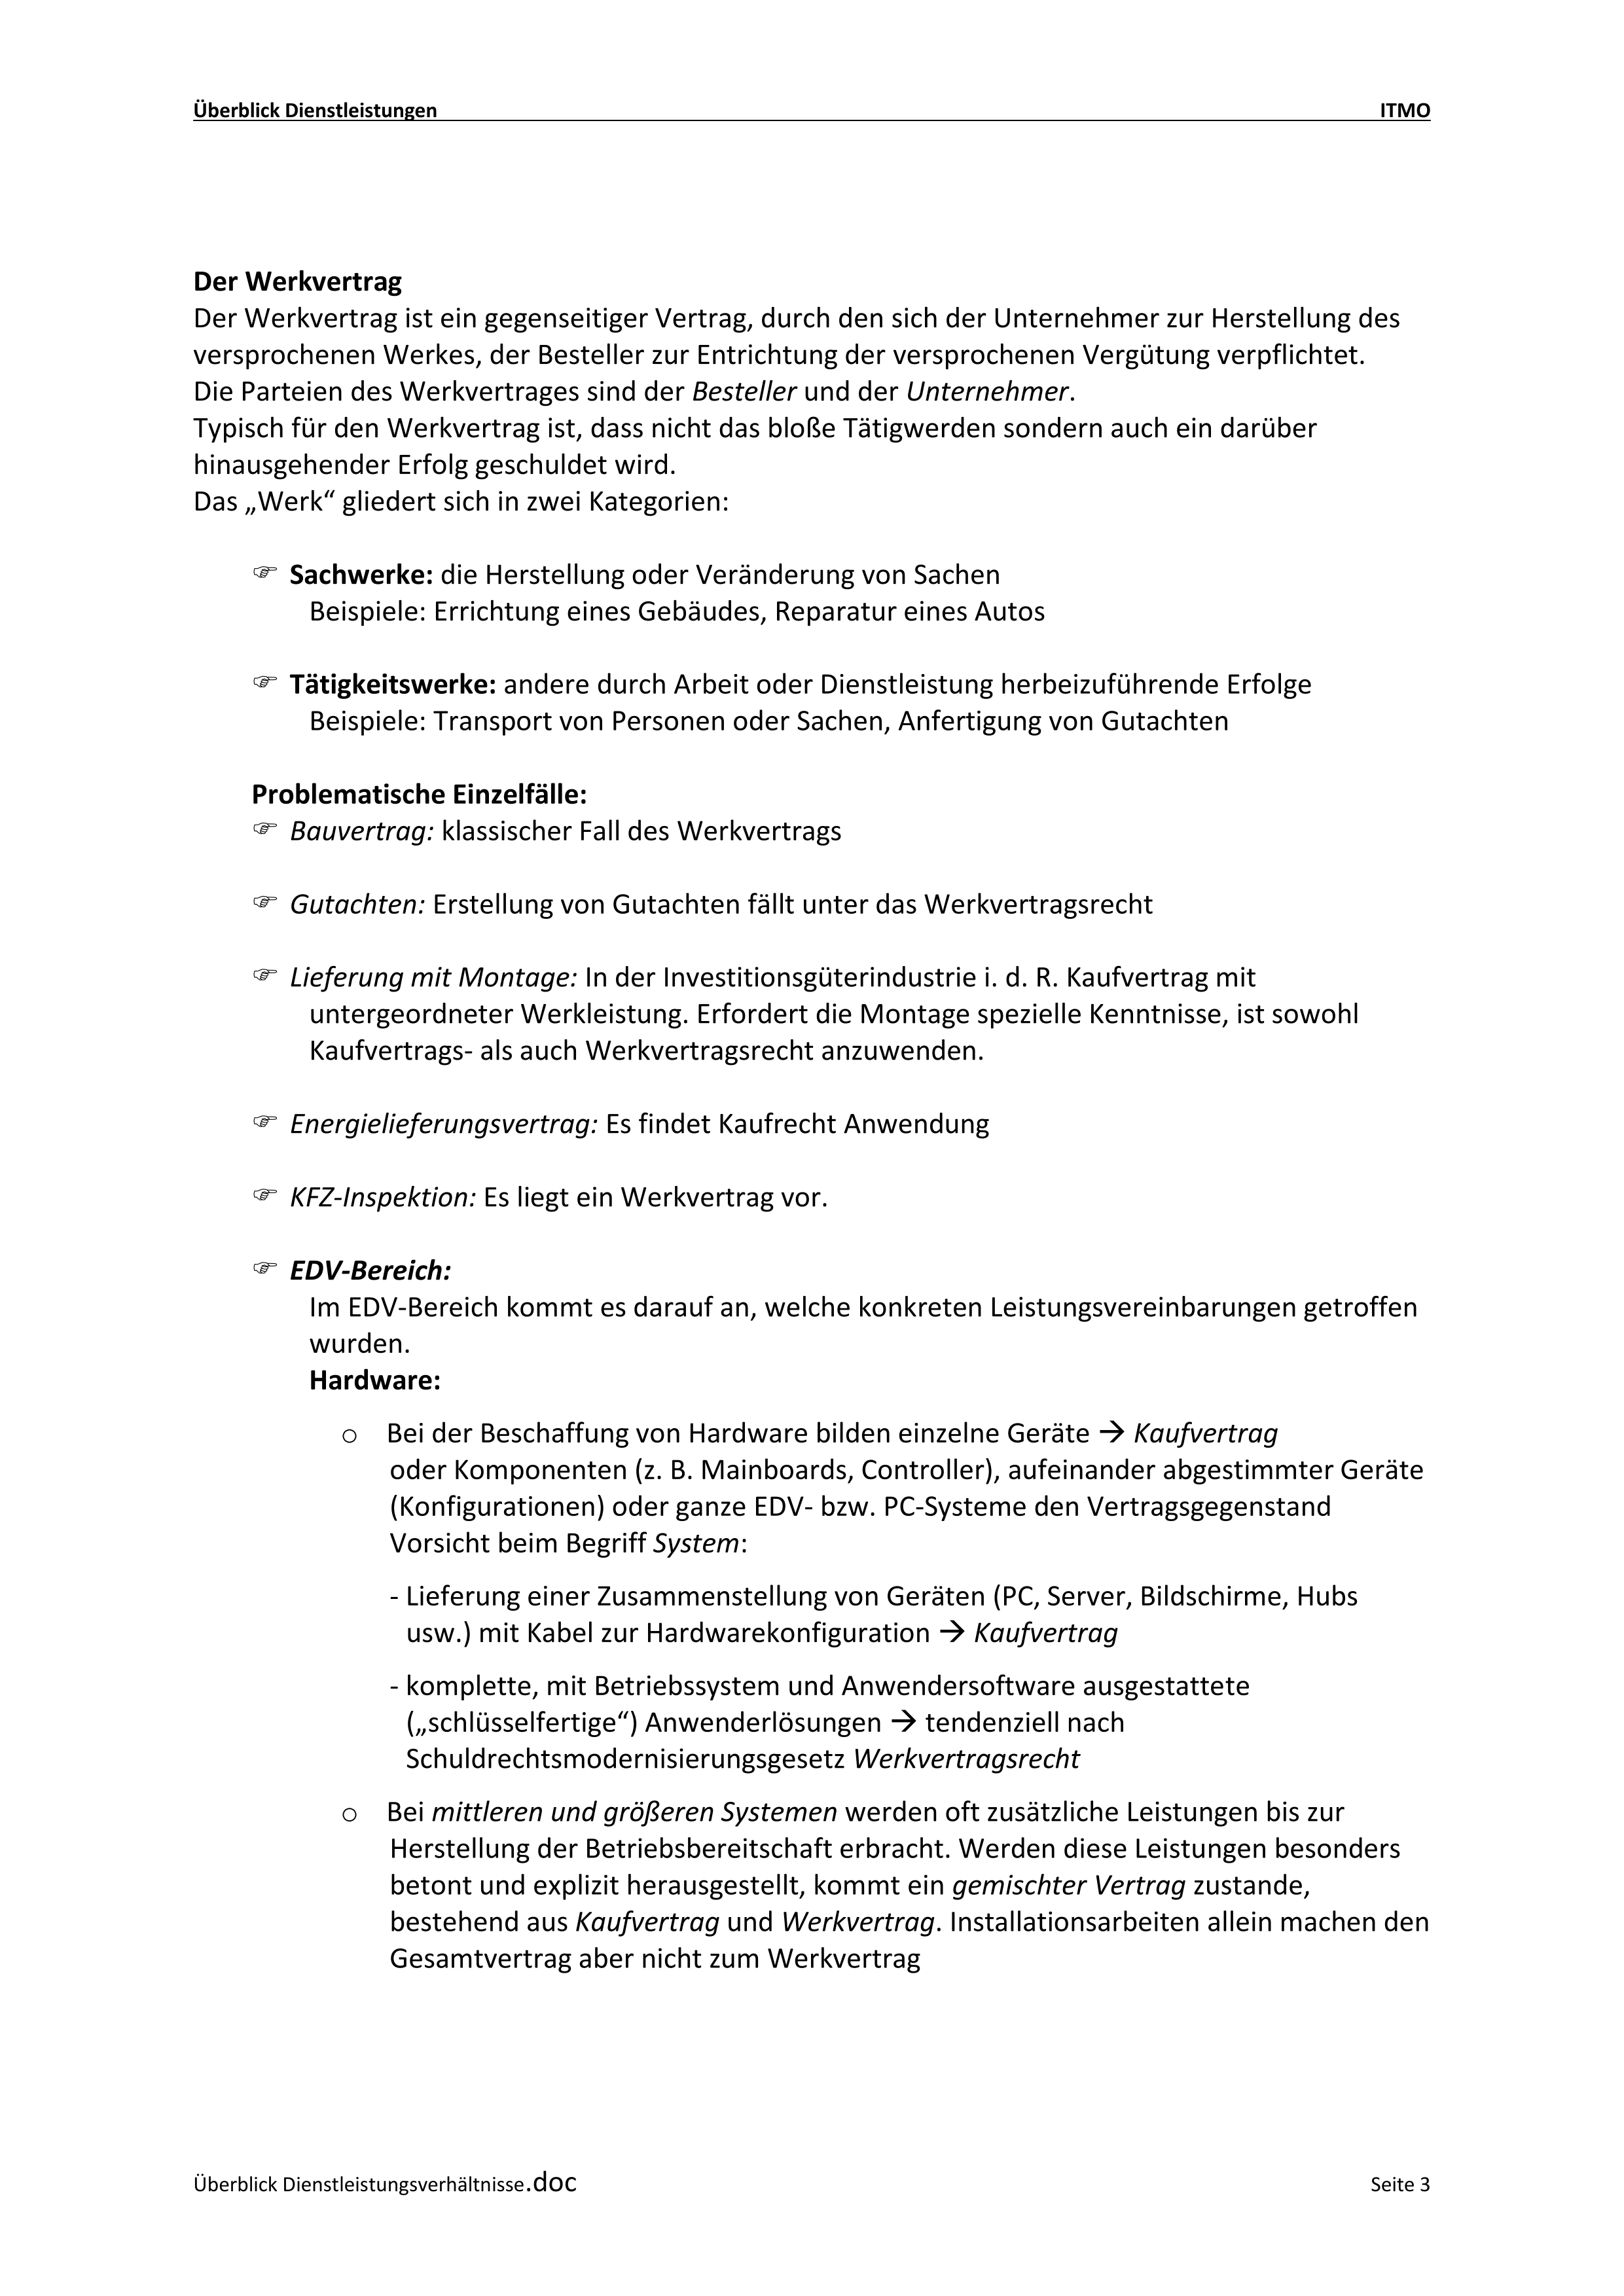 Überblick Dienstleistungen ITMO
Der Werkvertrag
Der Werkvertrag ist ein gegenseitiger Vertrag, durch den sich der Unternehmer zur Herstellung des
versprochenen Werkes, der Besteller zur Entrichtung der versprochenen Vergütung verpflichtet.
Die Parteien des Werkvertrages sind der Besteller und der Unternehmer.
Typisch für den Werkvertrag ist, dass nicht das bloße Tätigwerden sondern auch ein darüber
hinausgehender Erfolg geschuldet wird.
Das „Werk“ gliedert sich in zwei Kategorien:
☞ Sachwerke: die Herstellung oder Veränderung von Sachen
Beispiele: Errichtung eines Gebäudes, Reparatur eines Autos
☞ Tätigkeitswerke: andere durch Arbeit oder Dienstleistung herbeizuführende Erfolge
Beispiele: Transport von Personen oder Sachen, Anfertigung von Gutachten
Problematische Einzelfälle:
☞ Bauvertrag: klassischer Fall des Werkvertrags
☞ Gutachten: Erstellung von Gutachten fällt unter das Werkvertragsrecht
☞ Lieferung mit Montage: In der Investitionsgüterindustrie i. d. R. Kaufvertrag mit
untergeordneter Werkleistung. Erfordert die Montage spezielle Kenntnisse, ist sowohl
Kaufvertrags- als auch Werkvertragsrecht anzuwenden.
☞ Energielieferungsvertrag: Es findet Kaufrecht Anwendung
☞ KFZ-Inspektion: Es liegt ein Werkvertrag vor.
☞ EDV-Bereich:
Im EDV-Bereich kommt es darauf an, welche konkreten Leistungsvereinbarungen getroffen
wurden.
Hardware:
o Bei der Beschaffung von Hardware bilden einzelne Geräte → Kaufvertrag
oder Komponenten (z. B. Mainboards, Controller), aufeinander abgestimmter Geräte
(Konfigurationen) oder ganze EDV- bzw. PC-Systeme den Vertragsgegenstand
Vorsicht beim Begriff System:
- Lieferung einer Zusammenstellung von Geräten (PC, Server, Bildschirme, Hubs
usw.) mit Kabel zur Hardwarekonfiguration → Kaufvertrag
- komplette, mit Betriebssystem und Anwendersoftware ausgestattete
(„schlüsselfertige“) Anwenderlösungen → tendenziell nach
Schuldrechtsmodernisierungsgesetz Werkvertragsrecht
o Bei mittleren und größeren Systemen werden oft zusätzliche Leistungen bis zur
Herstellung der Betriebsbereitschaft erbracht. Werden diese Leistungen besonders
betont und explizit herausgestellt, kommt ein gemischter Vertrag zustande,
bestehend aus Kaufvertrag und Werkvertrag. Installationsarbeiten allein machen den
Gesamtvertrag aber nicht zum Werkvertrag
Überblick Dienstleistungsverhältnisse.doc Seite 3